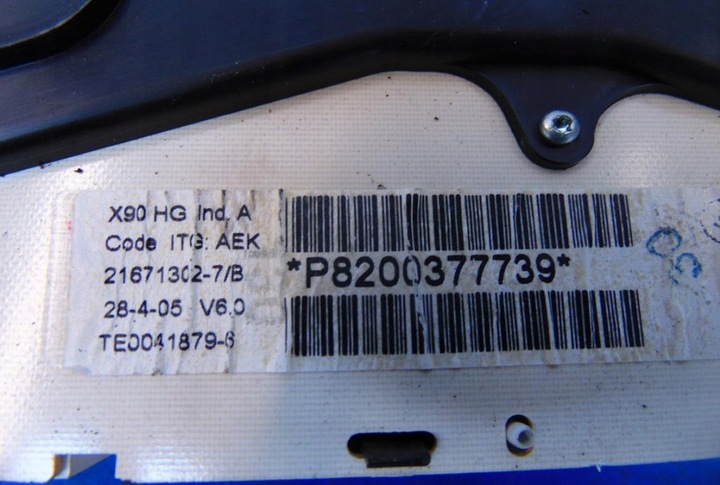 X90 HG Ind. A
Code ITG: AEK
21671302-7/B
28-4-05 V6.0
TE0041879-6
*P8200377739*